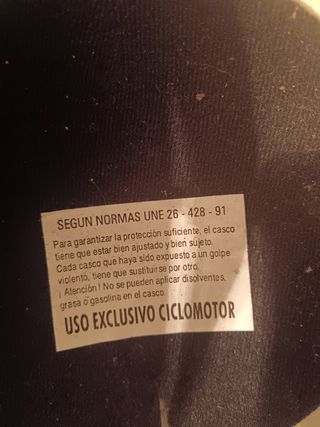 SEGUN NORMAS UNE 26 - 428 - 91
Para garantizar la protección suficiente, el casco
tiene que estar bien ajustado y bien sujeto.
Cada casco que haya sido expuesto a un golpe
violento, tiene que sustituirse por otro.
¡ Atención ! No se pueden aplicar disolventes,
grasa o gasolina en el casco.
USO EXCLUSIVO CICLOMOTOR